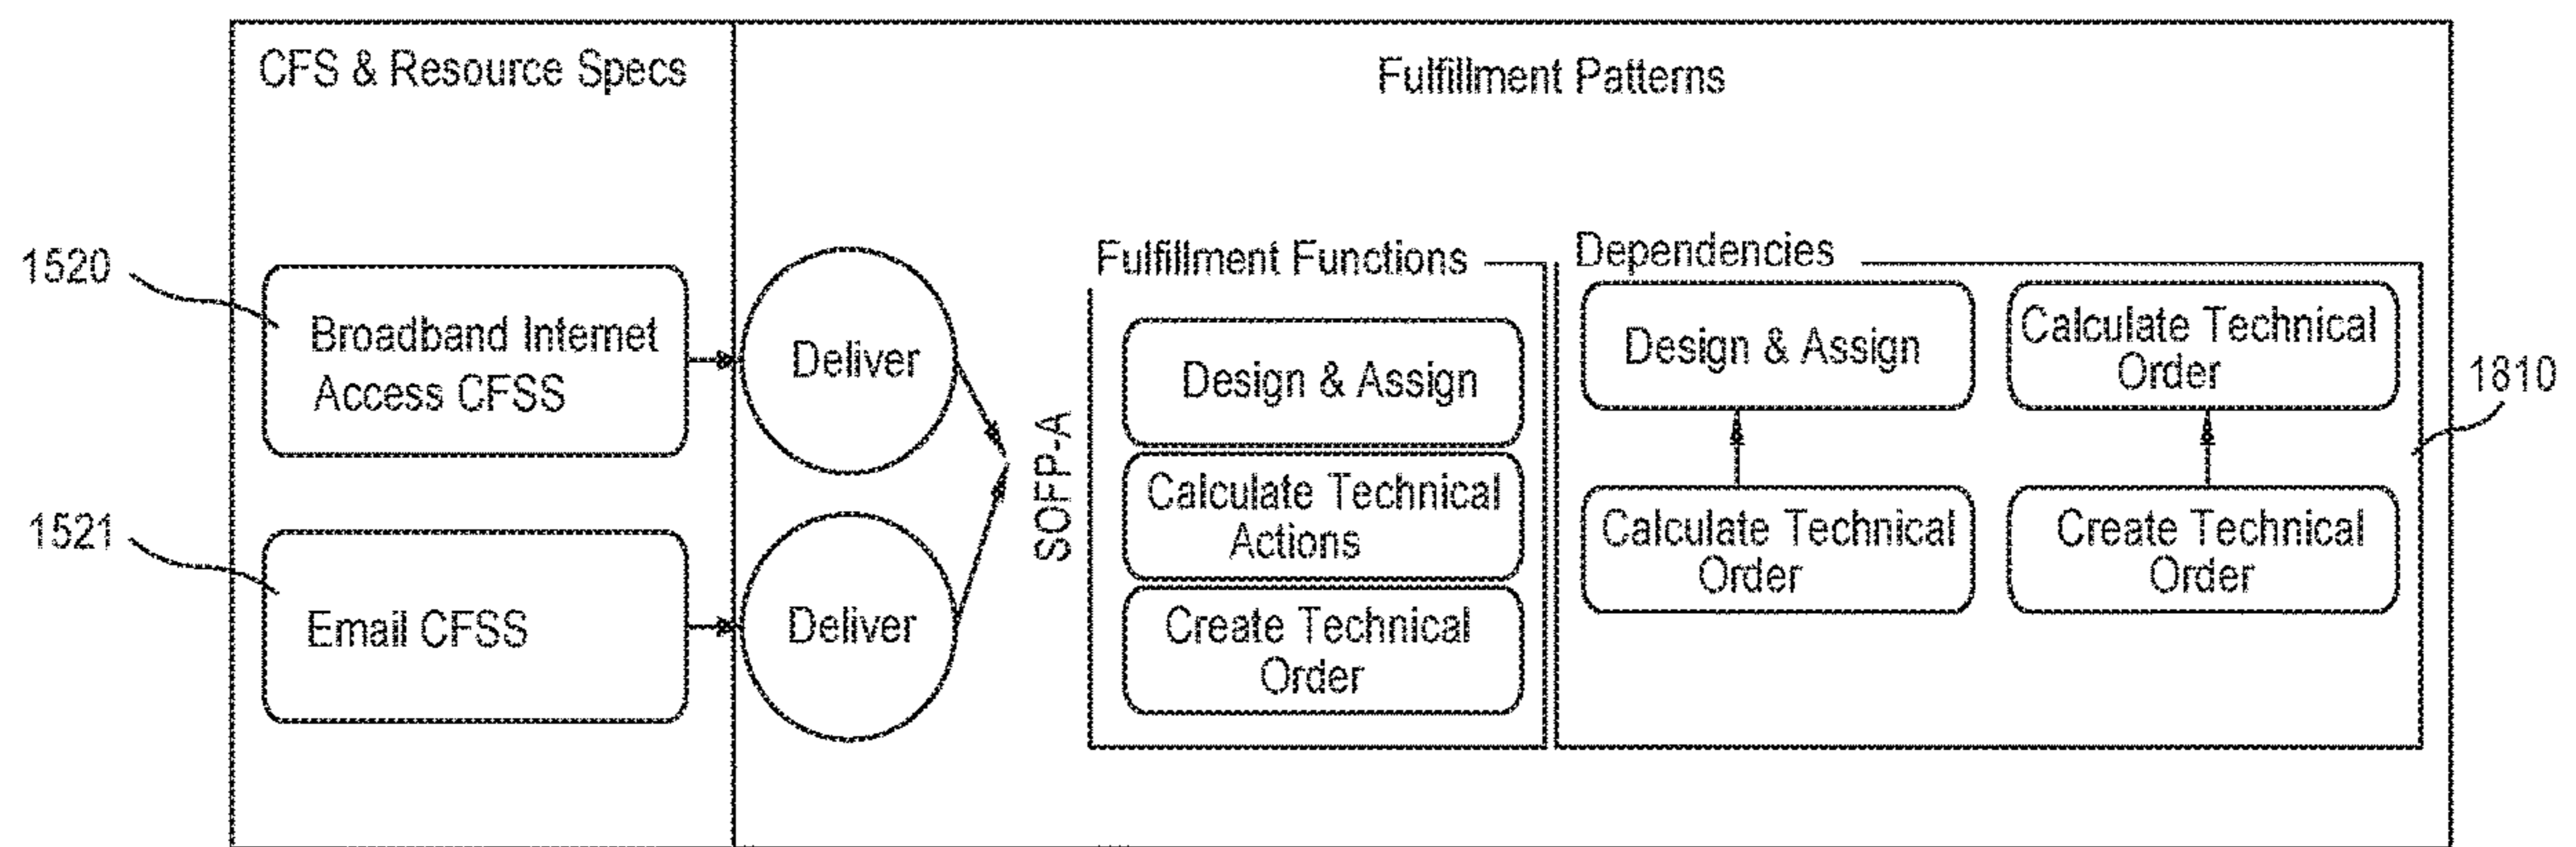 CFS & Resource Specs
Fulfillment Patterns
1520
Broadband Internet
Access CFSS
Deliver
1521
Email CFSS
Deliver
SOFP-A
Fulfillment Functions
Design & Assign
Calculate Technical
Actions
Create Technical
Order
Dependencies
Design & Assign
Calculate Technical
Order
Calculate Technical
Order
Create Technical
Order
1810